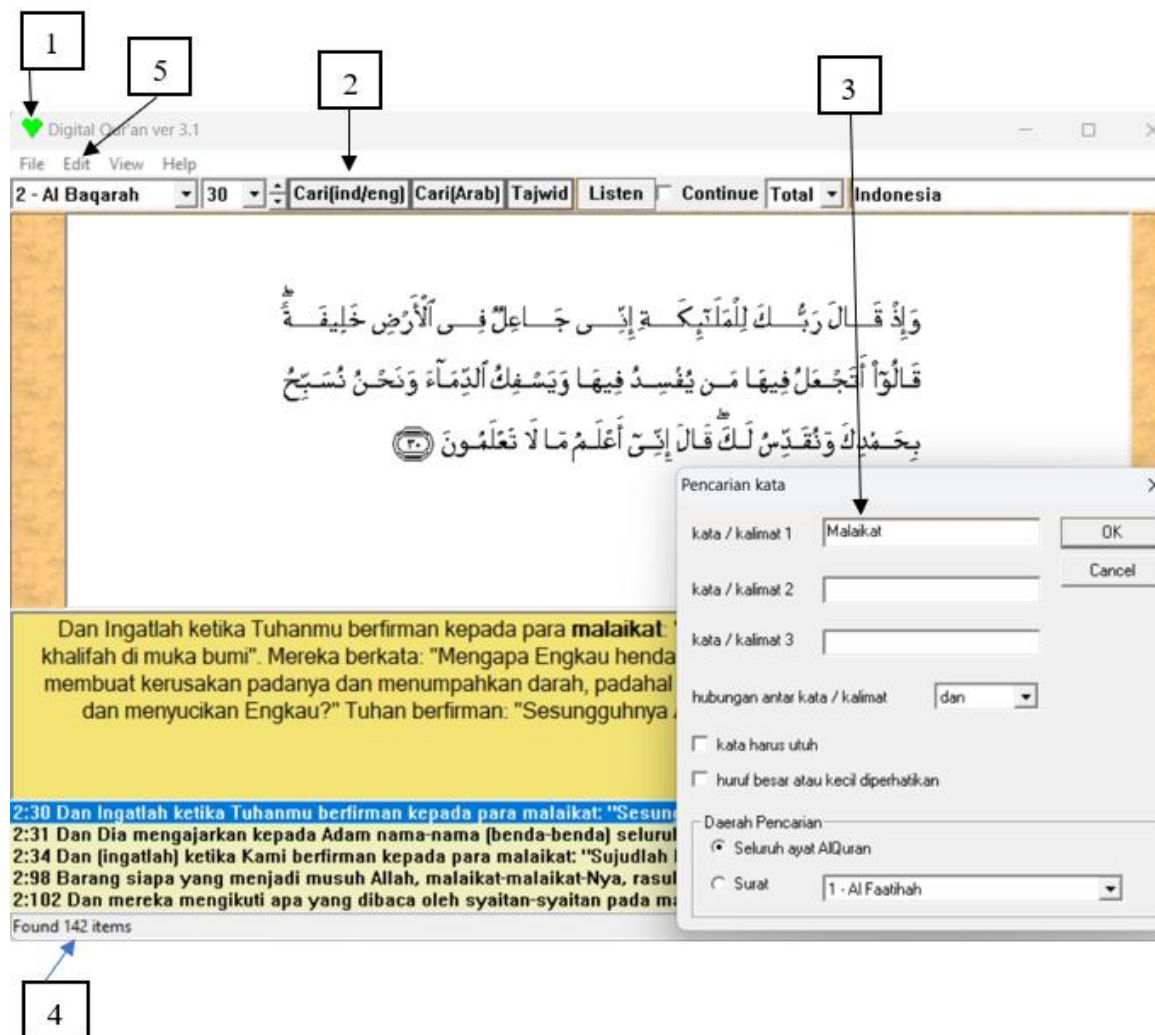 1
5
2
3
Digital Qur'an ver 3.1
File Edit View Help
2 - Al Baqarah 30 Cari(ind/eng) Cari(Arab) Tajwid Listen Continue Total Indonesia
وَإِذْ قَالَ رَبُّكَ لِلْمَلَـٰٓئِكَةِ إِنِّى جَاعِلٌ فِى ٱلْأَرْضِ خَلِيفَةً ۖ
قَالُوٓا۟ أَتَجْعَلُ فِيهَا مَن يُفْسِدُ فِيهَا وَيَسْفِكُ ٱلدِّمَآءَ وَنَحْنُ نُسَبِّحُ
بِحَمْدِكَ وَنُقَدِّسُ لَكَ ۖ قَالَ إِنِّىٓ أَعْلَمُ مَا لَا تَعْلَمُونَ ٣٠
Dan Ingatlah ketika Tuhanmu berfirman kepada para malaikat: "
khalifah di muka bumi". Mereka berkata: "Mengapa Engkau henda
membuat kerusakan padanya dan menumpahkan darah, padahal
dan menyucikan Engkau?" Tuhan berfirman: "Sesungguhnya
2:30 Dan Ingatlah ketika Tuhanmu berfirman kepada para malaikat: "Sesung
2:31 Dan Dia mengajarkan kepada Adam nama-nama (benda-benda) seluru
2:34 Dan (ingatlah) ketika Kami berfirman kepada para malaikat: "Sujudlah
2:98 Barang siapa yang menjadi musuh Allah, malaikat-malaikat-Nya, rasul
2:102 Dan mereka mengikuti apa yang dibaca oleh syaitan-syaitan pada ma
Found 142 items
Pencarian kata
kata / kalimat 1 Malaikat OK
Cancel
kata / kalimat 2
kata / kalimat 3
hubungan antar kata / kalimat dan
kata harus utuh
huruf besar atau kecil diperhatikan
Daerah Pencarian
Seluruh ayat AlQuran
Surat 1 - Al Faatihah
4